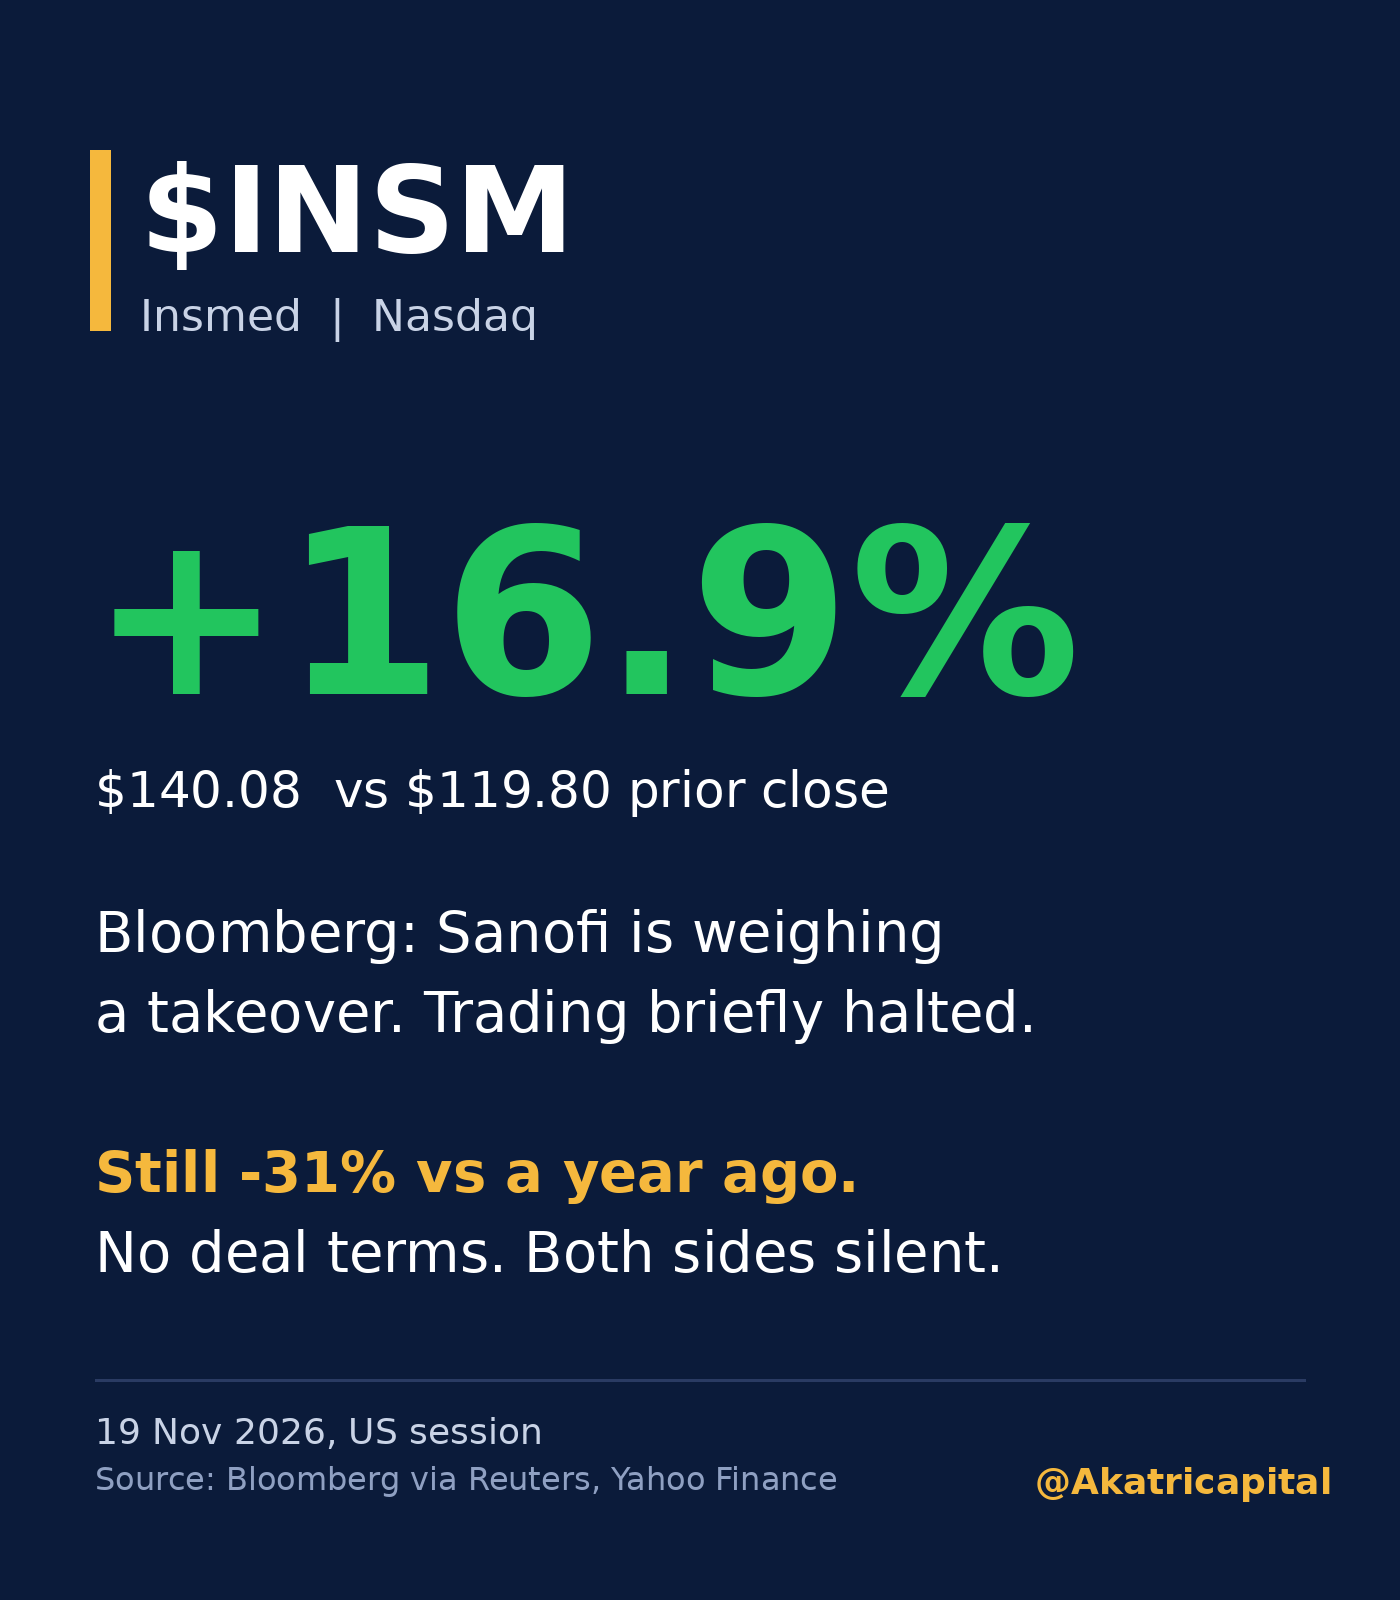 $INSM
Insmed | Nasdaq
+16.9%
$140.08 vs $119.80 prior close
Bloomberg: Sanofi is weighing
a takeover. Trading briefly halted.
Still -31% vs a year ago.
No deal terms. Both sides silent.
19 Nov 2026, US session
Source: Bloomberg via Reuters, Yahoo Finance
@Akatricapital